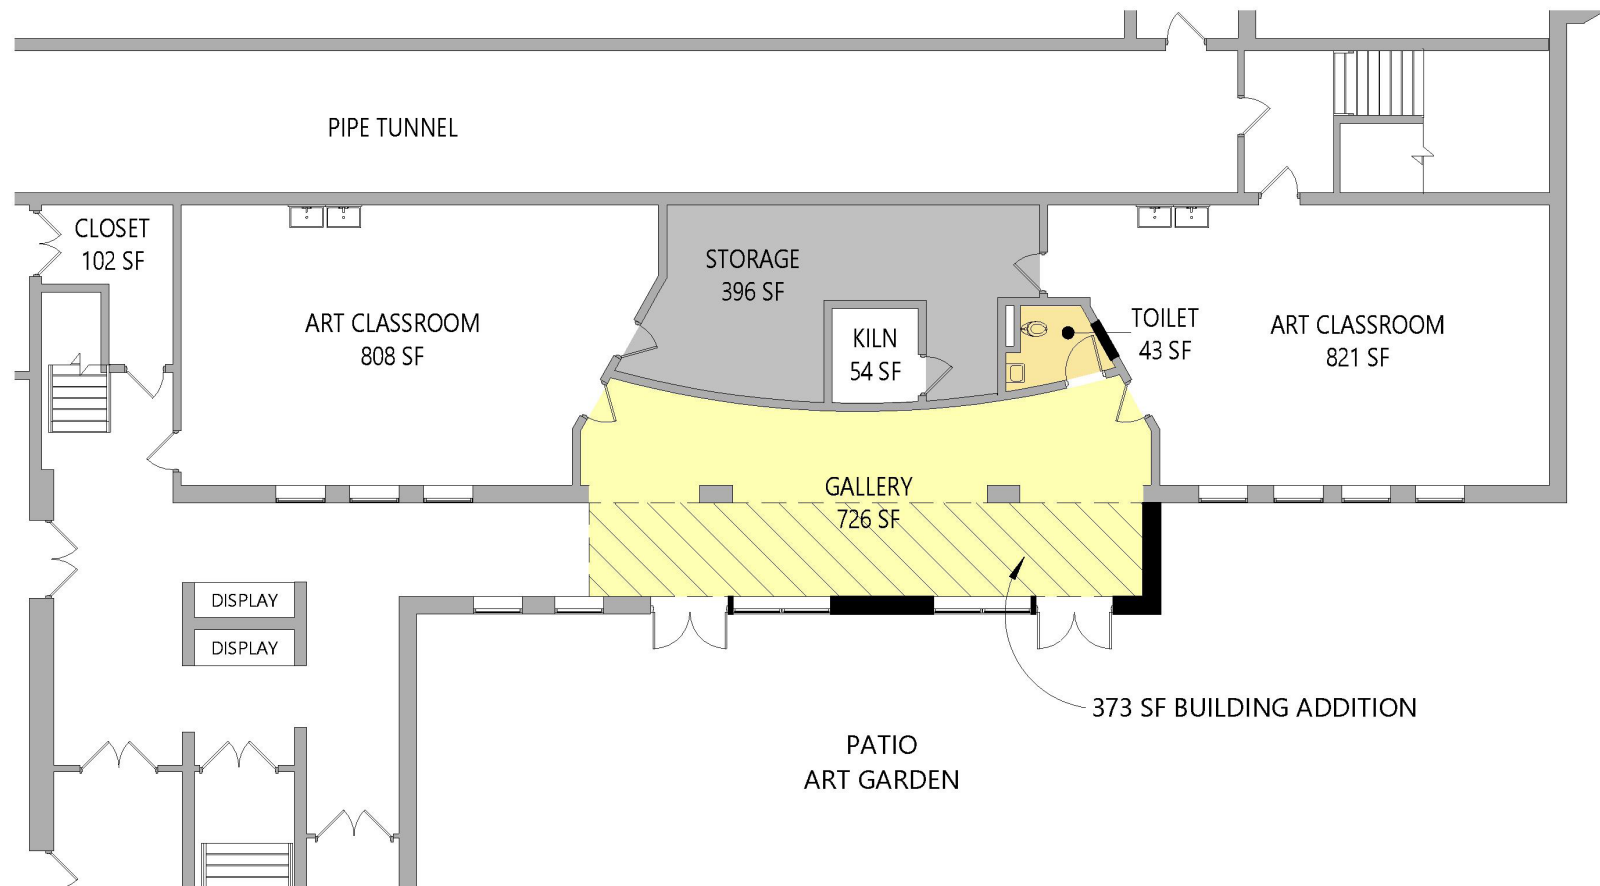 PIPE TUNNEL
CLOSET
102 SF
STORAGE
396 SF
ART CLASSROOM
808 SF
KILN
54 SF
TOILET
43 SF
ART CLASSROOM
821 SF
GALLERY
726 SF
DISPLAY
DISPLAY
373 SF BUILDING ADDITION
PATIO
ART GARDEN